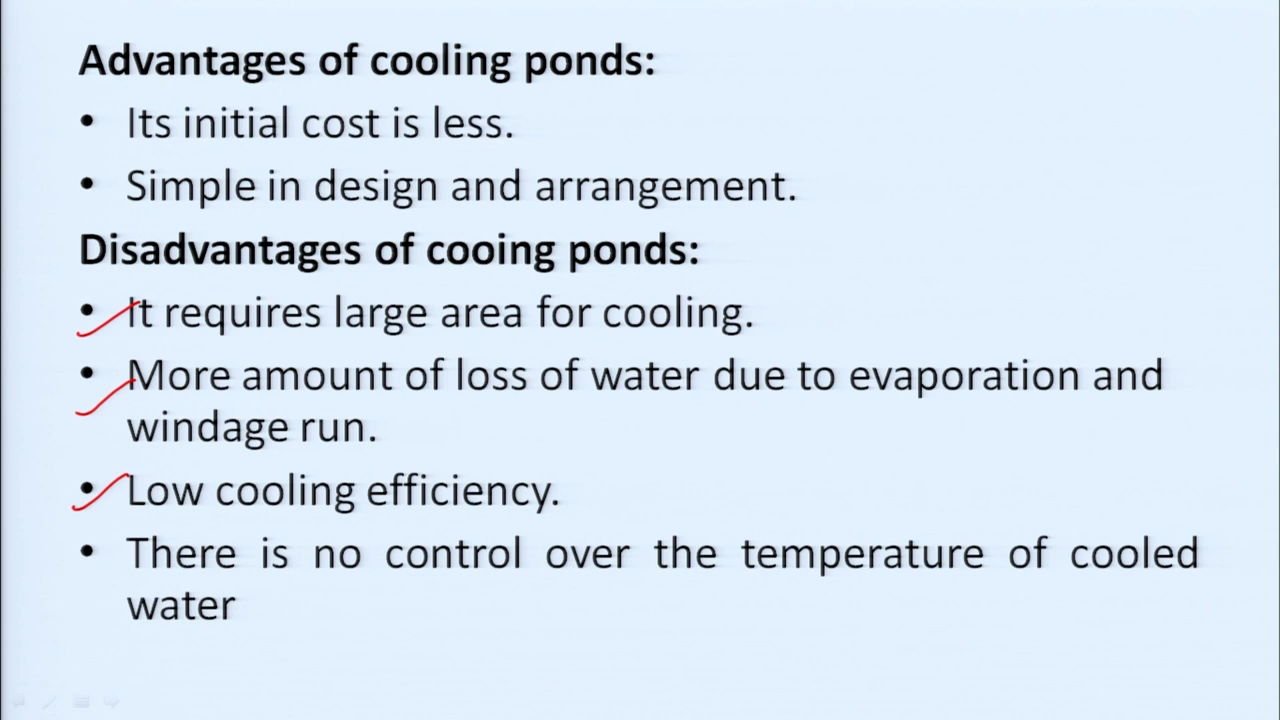 Advantages of cooling ponds:
• Its initial cost is less.
• Simple in design and arrangement.
Disadvantages of cooing ponds:
• It requires large area for cooling.
• More amount of loss of water due to evaporation and
windage run.
• Low cooling efficiency.
• There is no control over the temperature of cooled
water